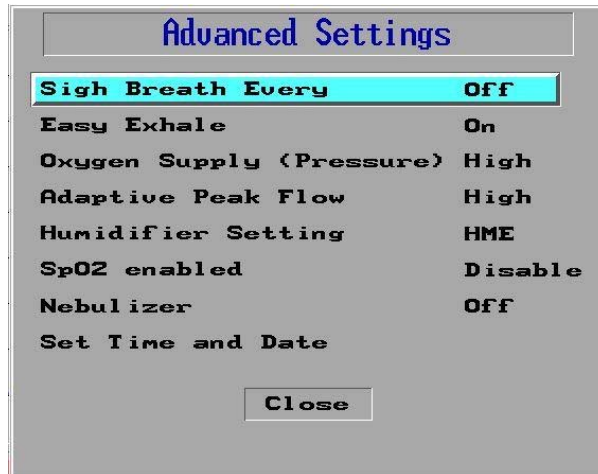 Advanced Settings
Sigh Breath Every Off
Easy Exhale On
Oxygen Supply (Pressure) High
Adaptive Peak Flow High
Humidifier Setting HME
SpO2 enabled Disable
Nebulizer Off
Set Time and Date
Close